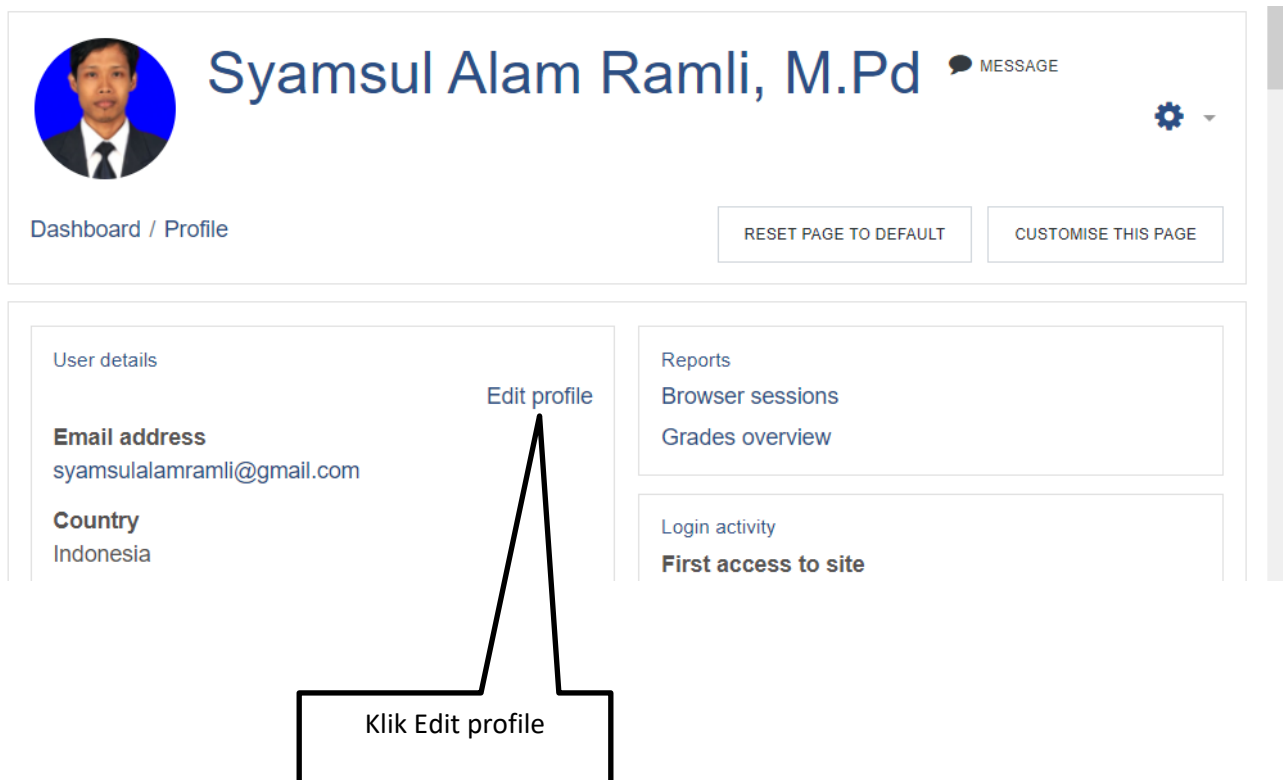 Syamsul Alam Ramli, M.Pd
MESSAGE
Dashboard / Profile
RESET PAGE TO DEFAULT
CUSTOMISE THIS PAGE
User details
Edit profile
Email address
syamsulalamramli@gmail.com
Country
Indonesia
Reports
Browser sessions
Grades overview
Login activity
First access to site
Klik Edit profile